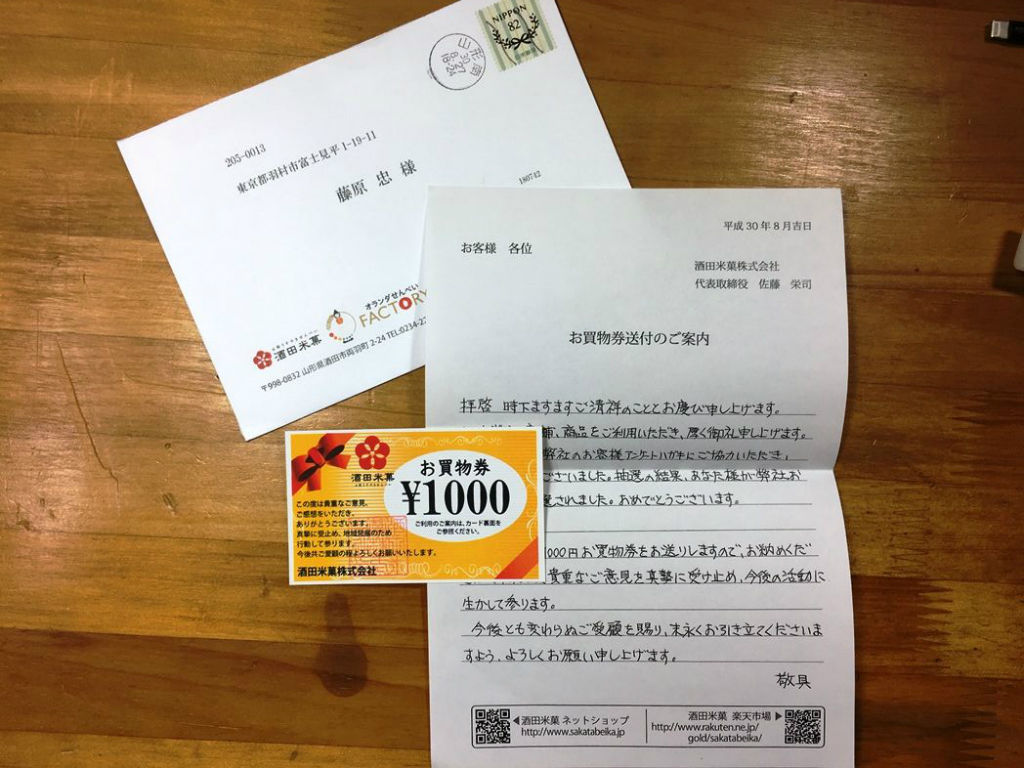 NIPPON
82
山形南
30.8.27
205-0013
東京都羽村市富士見平 1-19-11
藤原 忠 様
180742
オランダせんべい
FACTORY
酒田米菓
〒998-0832 山形県酒田市両羽町 2-24 TEL:0234-22
平成 30 年 8 月吉日
お客様 各位
酒田米菓株式会社
代表取締役 佐藤 栄司
お買物券送付のご案内
拝啓 時下ますますご清祥のこととお慶び申し上げます。
舗、商品をご利用いただき、厚く御礼申し上げます。
弊社のお客様アンケートハガキにご協力いただき、
ございました。抽選の結果、あなた様が弊社お
されました。おめでとうございます。
000円お買物券をお送りしますので、お納めくだ
貴重なご意見を真摯に受け止め、今後の活動に
生かして参ります。
今後とも変わらぬご愛顧を賜り、末永くお引き立てくださいま
すよう、よろしくお願い申し上げます。
敬具
酒田米菓 ネットショップ
http://www.sakatabeika.jp
酒田米菓 楽天市場
http://www.rakuten.ne.jp/
gold/sakatabeika/
酒田米菓
お買物券
¥1000
ご利用のご案内は、カード裏面を
ご参照ください。
この度は貴重なご意見、
ご感想をいただき、
ありがとうございます。
真摯に受止め、地域発展のため
行動して参ります。
今後共ご愛顧の程よろしくお願いいたします。
酒田米菓株式会社